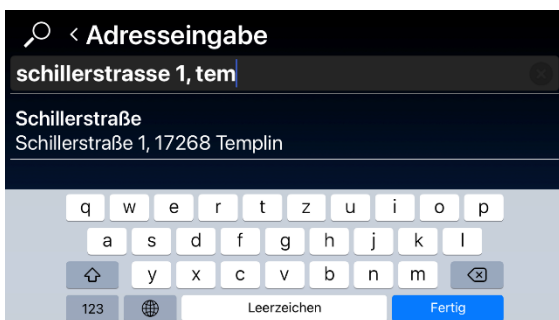 < Adresseingabe
schillerstrasse 1, tem
Schillerstraße
Schillerstraße 1, 17268 Templin
q w e r t z u i o p
a s d f g h j k l
y x c v b n m
123 Leerzeichen Fertig